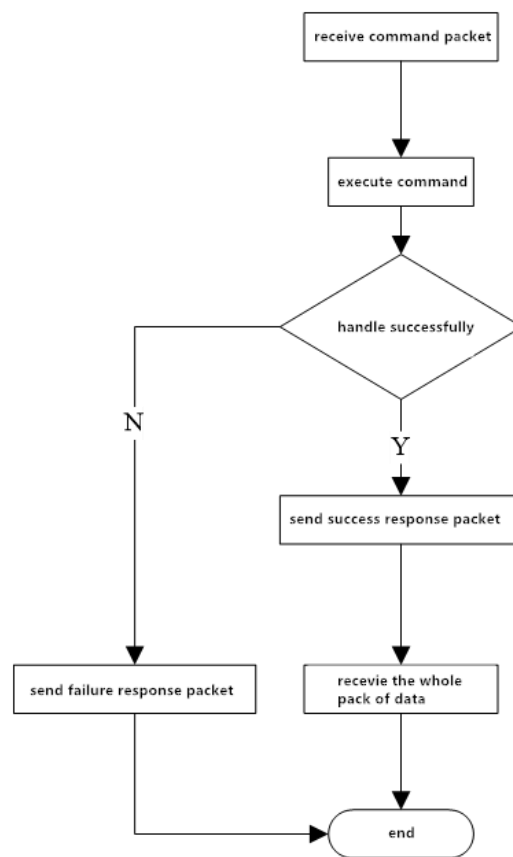 receive command packet
execute command
handle successfully
N
Y
send success response packet
send failure response packet
recevie the whole
pack of data
end